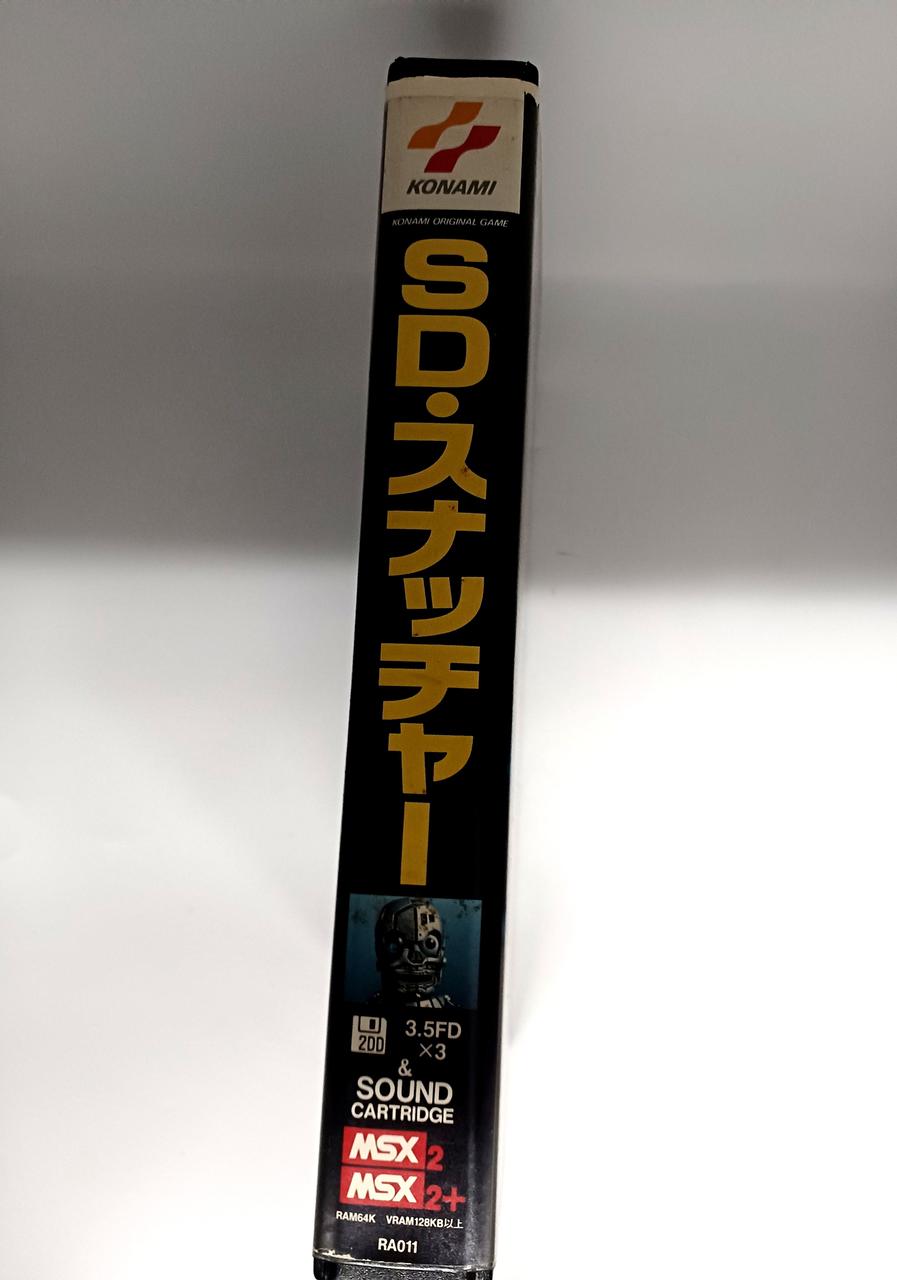 KONAMI
KONAMI ORIGINAL GAME
SD・スナッチャー
2DD
3.5FD
×3
&
SOUND
CARTRIDGE
MSX 2
MSX 2+
RAM64K VRAM128KB以上
RA011